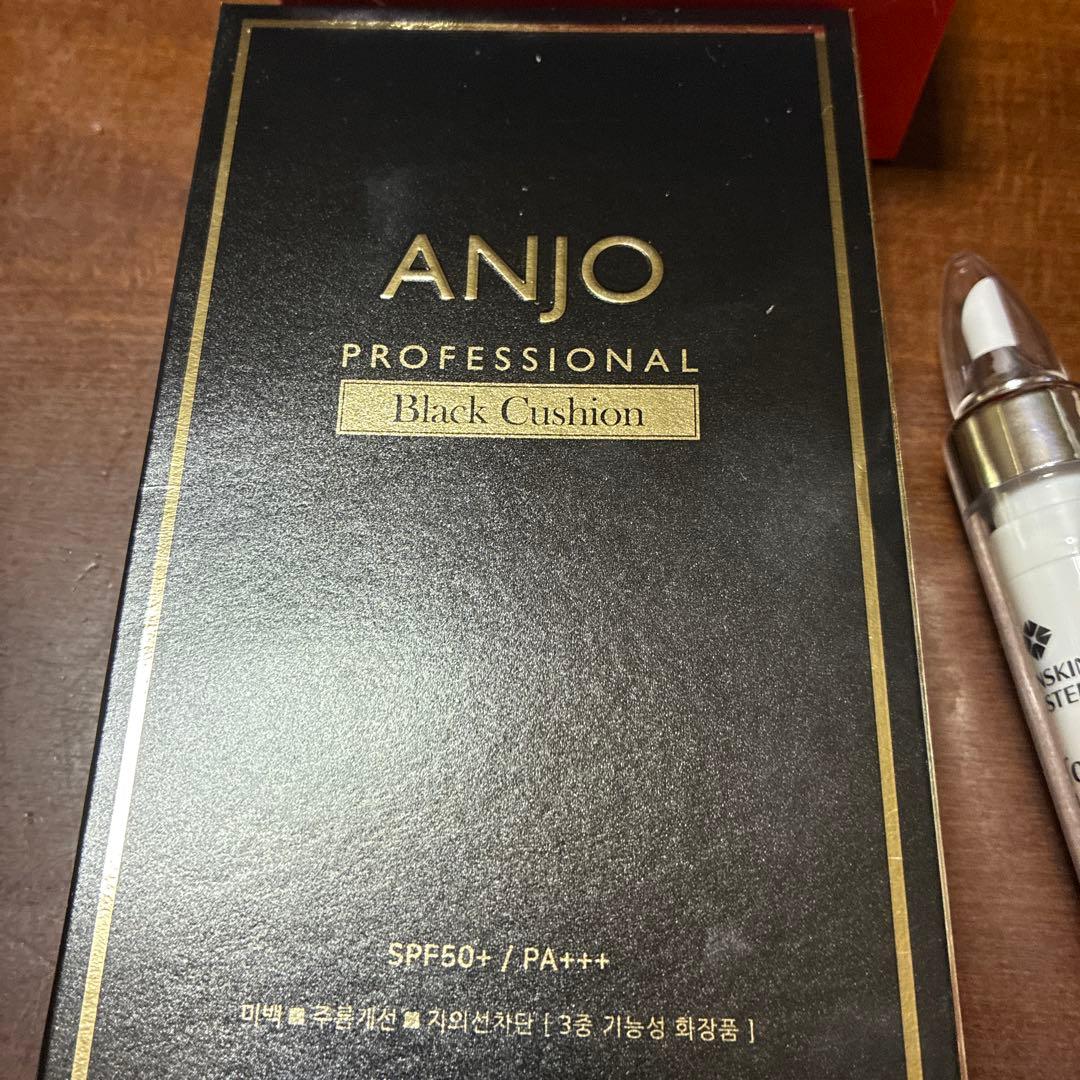 ANJO
PROFESSIONAL
Black Cushion
SPF50+ / PA+++
미백 ▩ 주름개선 ▩ 자외선차단 [ 3중 기능성 화장품 ]